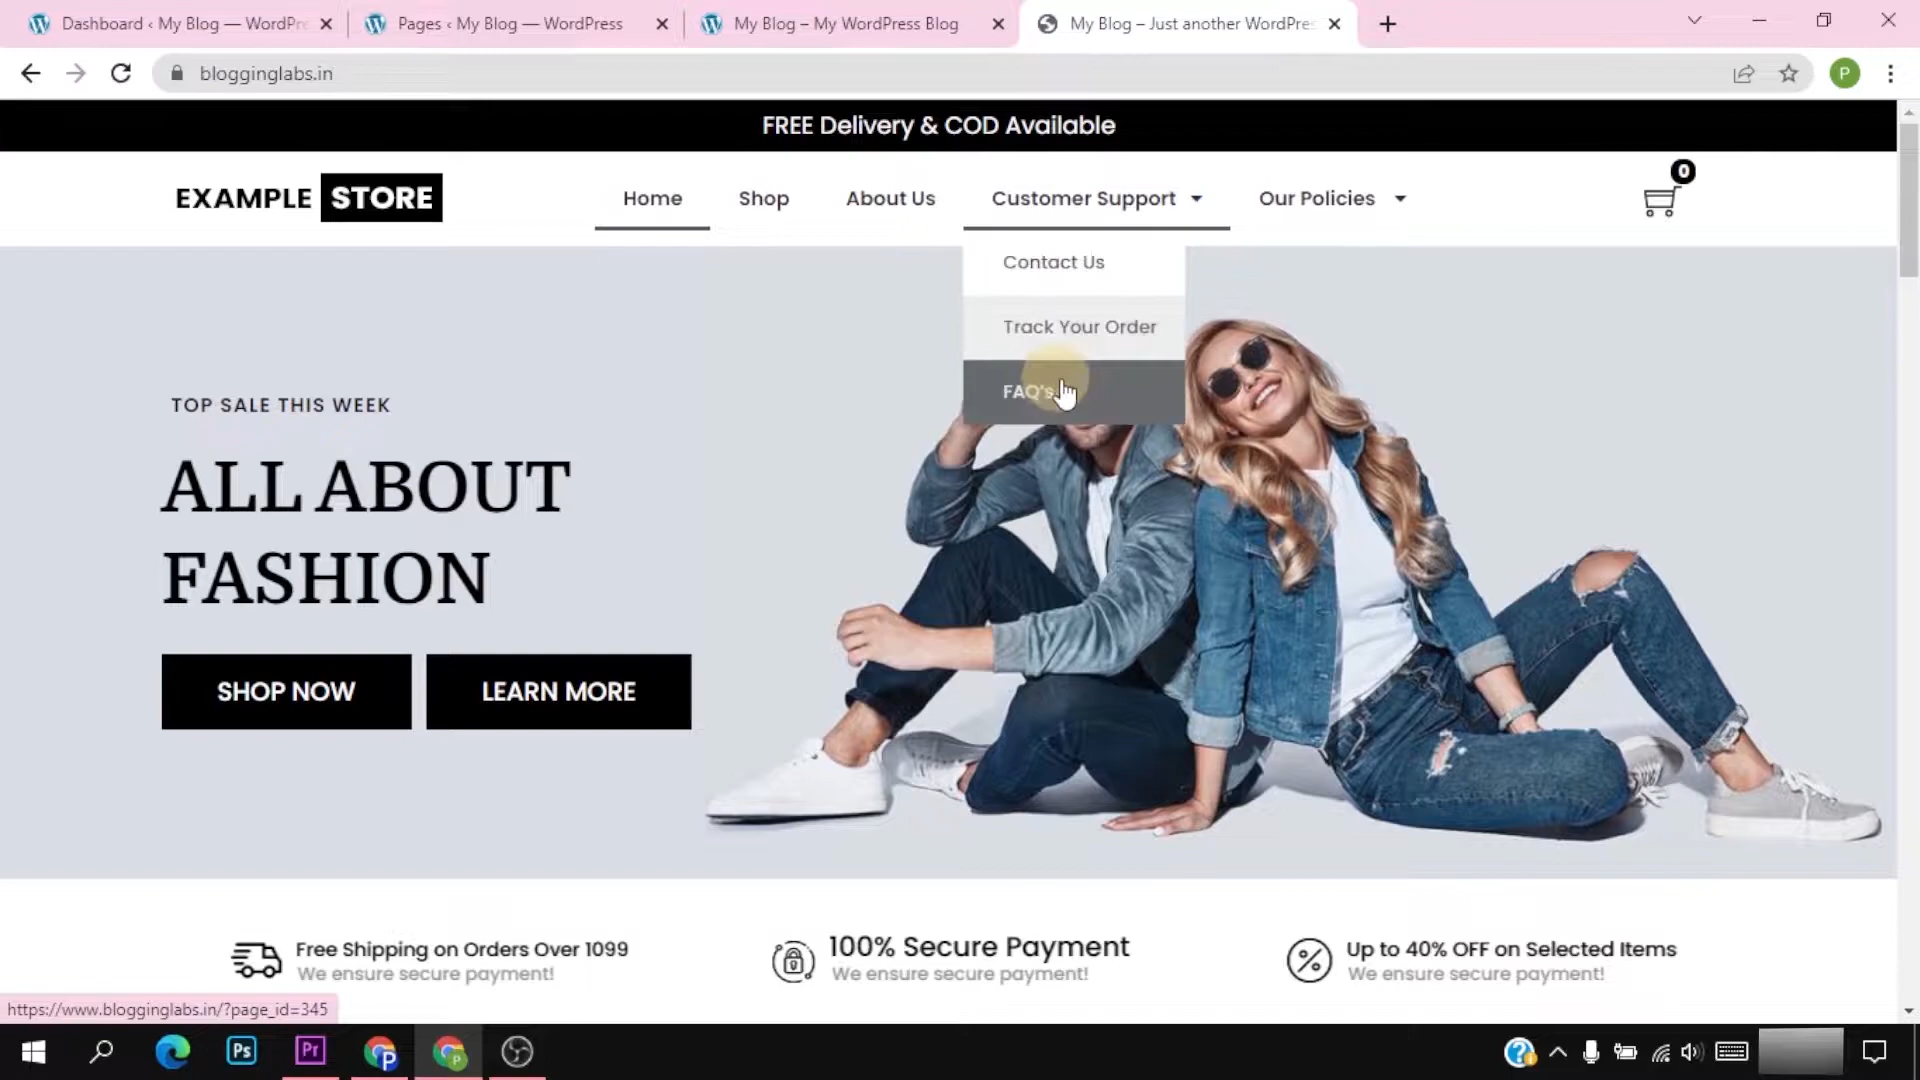 Dashboard ‹ My Blog — WordPre
Pages ‹ My Blog — WordPress
My Blog – My WordPress Blog
My Blog – Just another WordPres
blogginglabs.in
P
FREE Delivery & COD Available
EXAMPLE STORE
Home
Shop
About Us
Customer Support
Our Policies
0
Contact Us
Track Your Order
FAQ's
TOP SALE THIS WEEK
ALL ABOUT
FASHION
SHOP NOW
LEARN MORE
Free Shipping on Orders Over 1099
We ensure secure payment!
100% Secure Payment
We ensure secure payment!
Up to 40% OFF on Selected Items
We ensure secure payment!
https://www.blogginglabs.in/?page_id=345
Ps
Pr
P
P